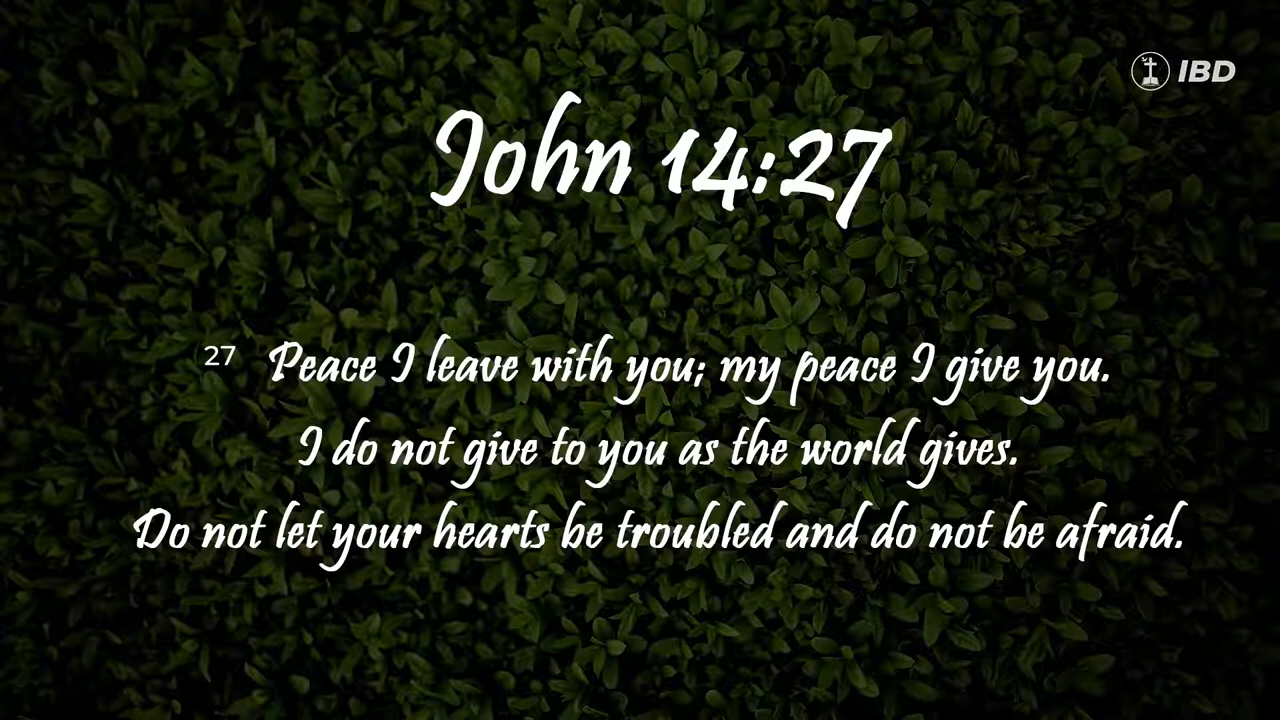 IBD
John 14:27
27 Peace I leave with you; my peace I give you.
I do not give to you as the world gives.
Do not let your hearts be troubled and do not be afraid.